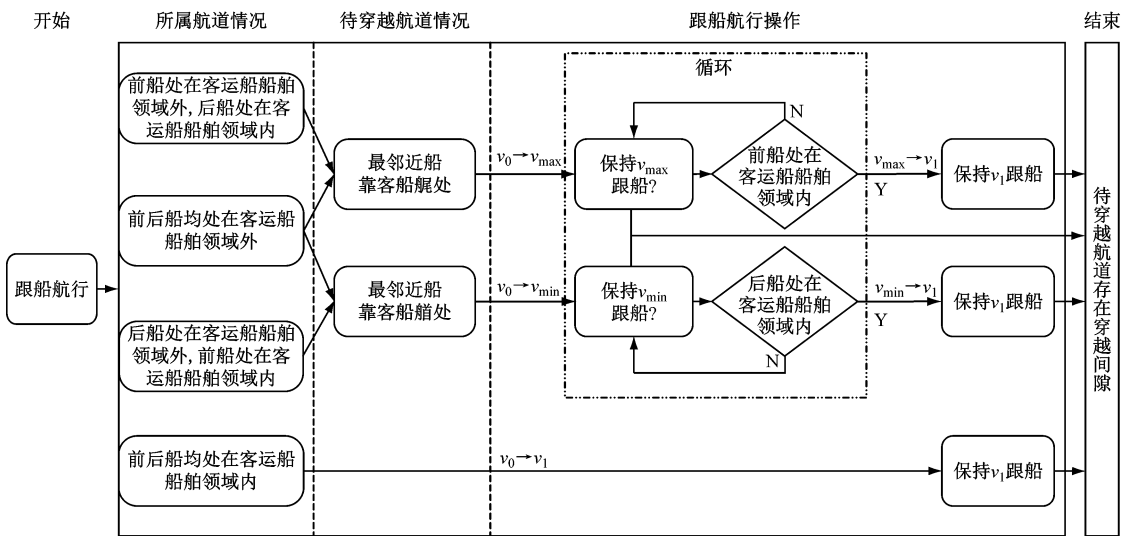 开始
所属航道情况
待穿越航道情况
跟船航行操作
结束
跟船航行
前船处在客运船船舶
领域外,后船处在客
运船船舶领域内
前后船均处在客运船
船舶领域外
后船处在客运船船舶
领域外,前船处在客
运船船舶领域内
前后船均处在客运船
船舶领域内
最邻近船
靠客船艉处
最邻近船
靠客船艏处
v₀→vmax
v₀→vmin
v₀→v₁
循环
保持vmax
跟船?
N
前船处在
客运船船舶
领域内
vmax→v₁
Y
保持v₁跟船
保持vmin
跟船?
后船处在
客运船船舶
领域内
N
vmin→v₁
Y
保持v₁跟船
保持v₁跟船
待穿越航道存在穿越间隙